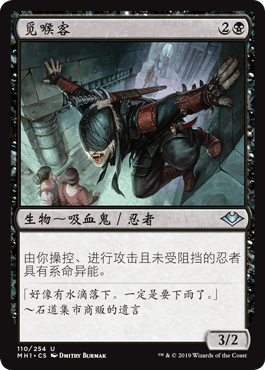 觅喉客 2
生物～吸血鬼／忍者
由你操控、进行攻击且未受阻挡的忍者
具有系命异能。
「好像有水滴落下。一定是要下雨了。」
～石道集市商贩的遗言
3/2
110/254 U
MH1 • CS DMITRY BURMAK
™ & © 2019 Wizards of the Coast